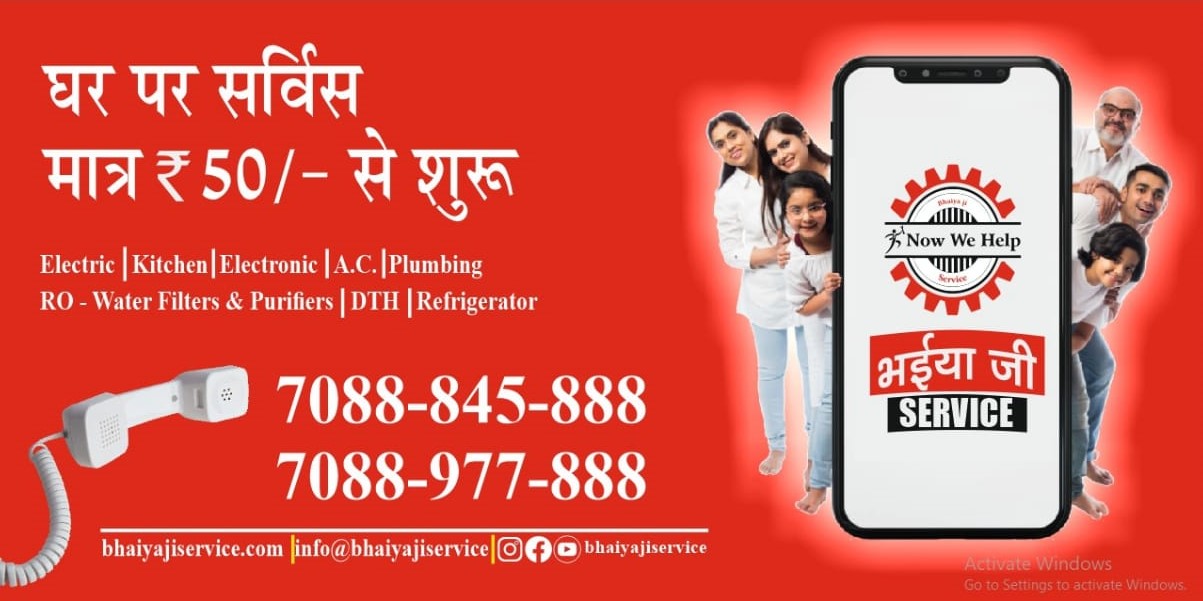 घर पर सर्विस
मात्र ₹ 50/- से शुरू
Electric | Kitchen | Electronic | A.C. | Plumbing
RO - Water Filters & Purifiers | DTH | Refrigerator
7088-845-888
7088-977-888
bhaiyajiservice.com | info@bhaiyajiservice | bhaiyajiservice
Bhaiya ji
Now We Help
Service
भईया जी
SERVICE
Activate Windows
Go to Settings to activate Windows.